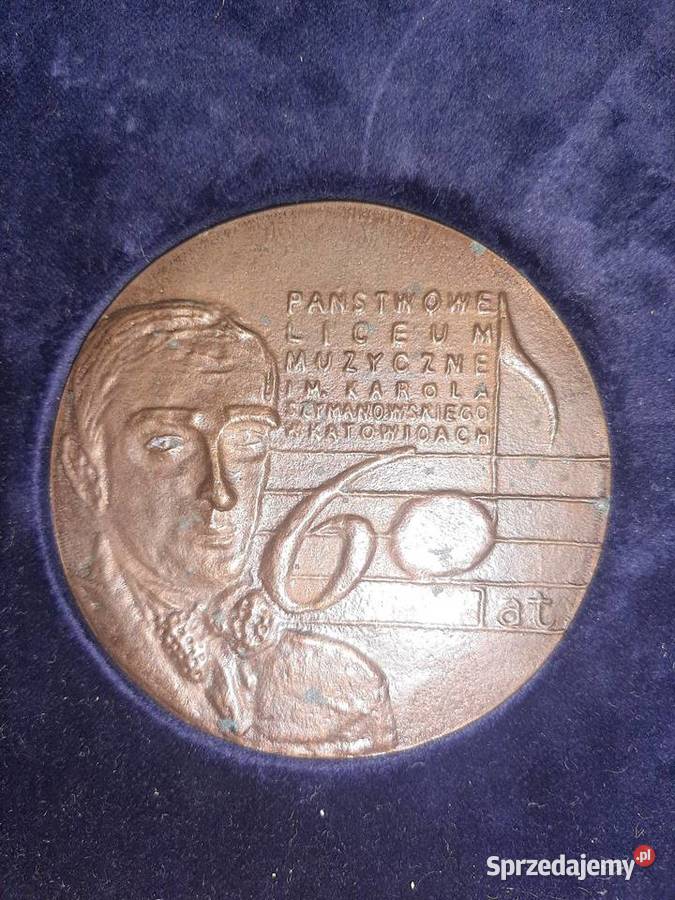 PAŃSTWOWE
LICEUM
MUZYCZNE
IM. KAROLA
SZYMANOWSKIEGO
W KATOWICACH
60
lat
Sprzedajemy.pl